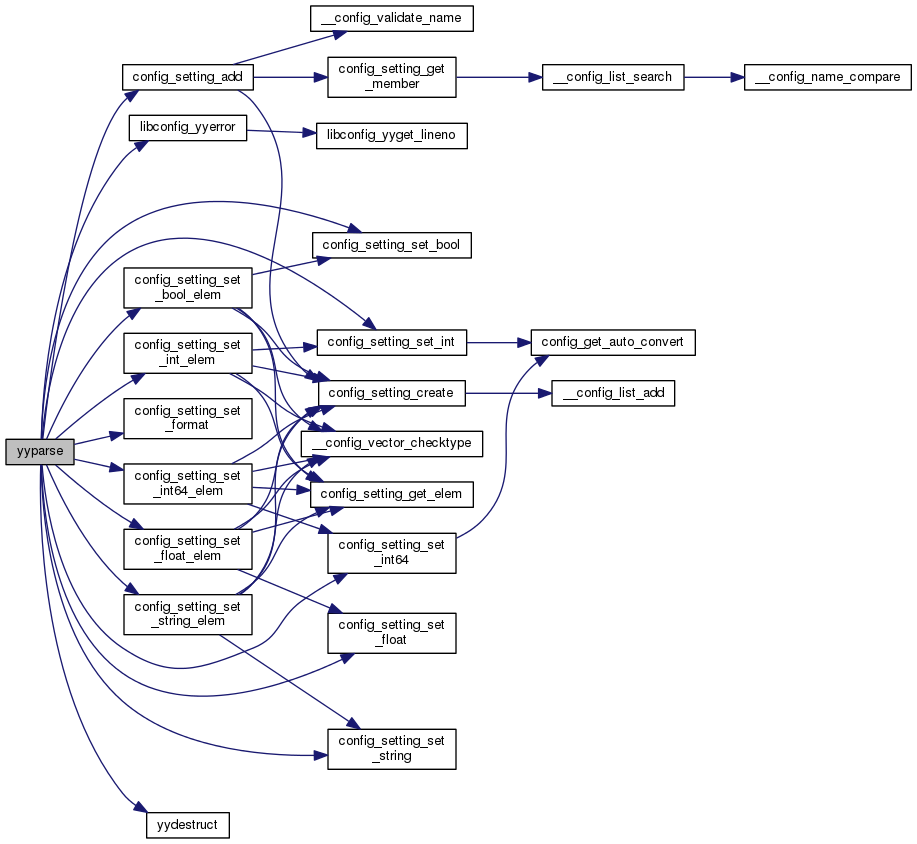 __config_validate_name
config_setting_add
config_setting_get
_member
__config_list_search
__config_name_compare
libconfig_yyerror
libconfig_yyget_lineno
config_setting_set_bool
config_setting_set
_bool_elem
config_setting_set
_int_elem
config_setting_set_int
config_get_auto_convert
config_setting_create
__config_list_add
config_setting_set
_format
__config_vector_checktype
yyparse
config_setting_set
_int64_elem
config_setting_get_elem
config_setting_set
_float_elem
config_setting_set
_int64
config_setting_set
_string_elem
config_setting_set
_float
config_setting_set
_string
yydestruct